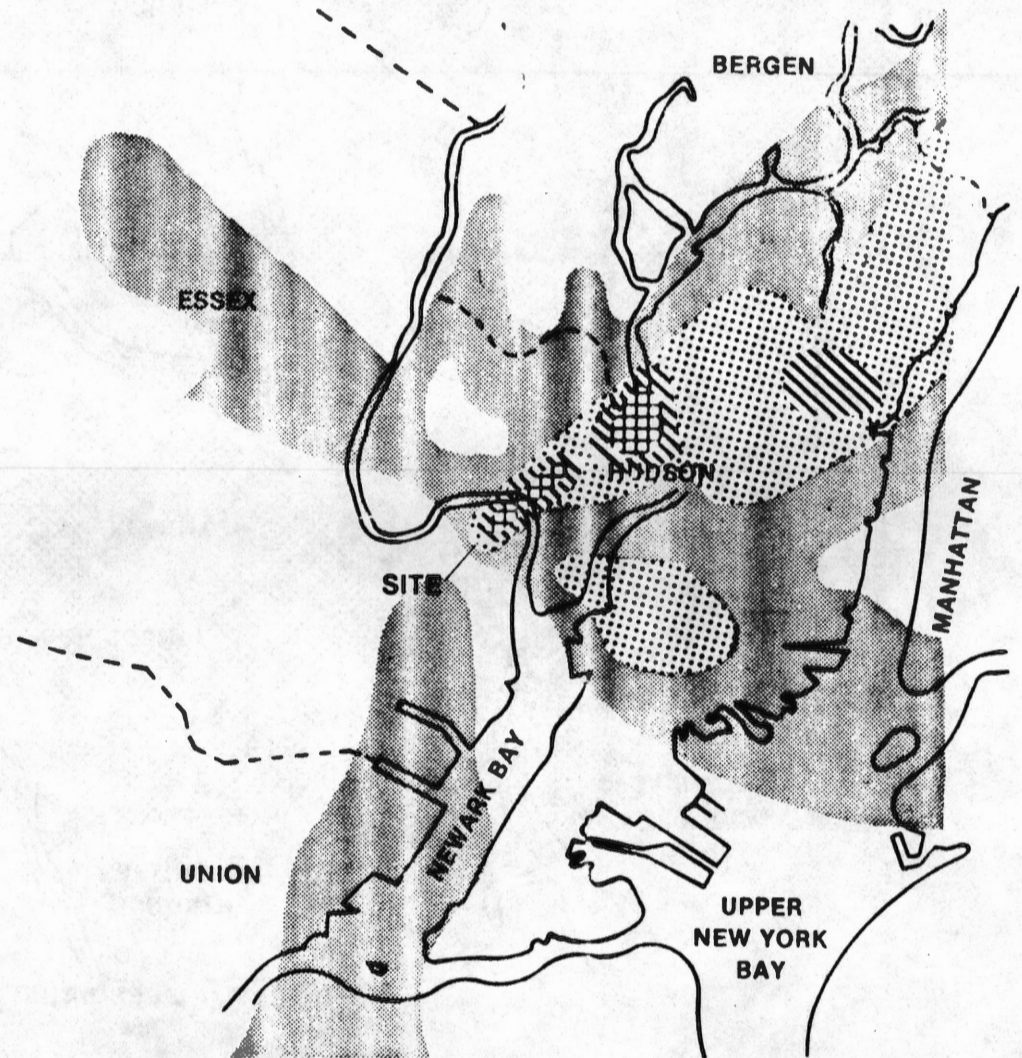 BERGEN
ESSEX
HUDSON
SITE
MANHATTAN
NEWARK BAY
UNION
UPPER
NEW YORK
BAY